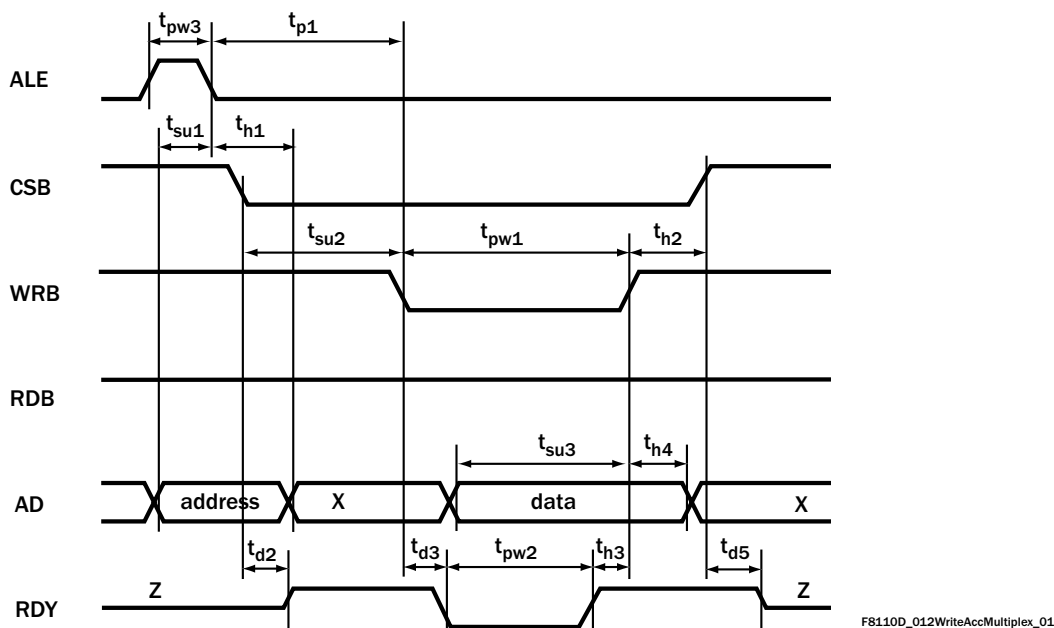 tpw3 tp1
ALE
tsu1 th1
CSB
tsu2 tpw1 th2
WRB
RDB
tsu3 th4
AD address X data X
td2 td3 tpw2 th3 td5
Z Z
RDY
F8110D_012WriteAccMultiplex_01